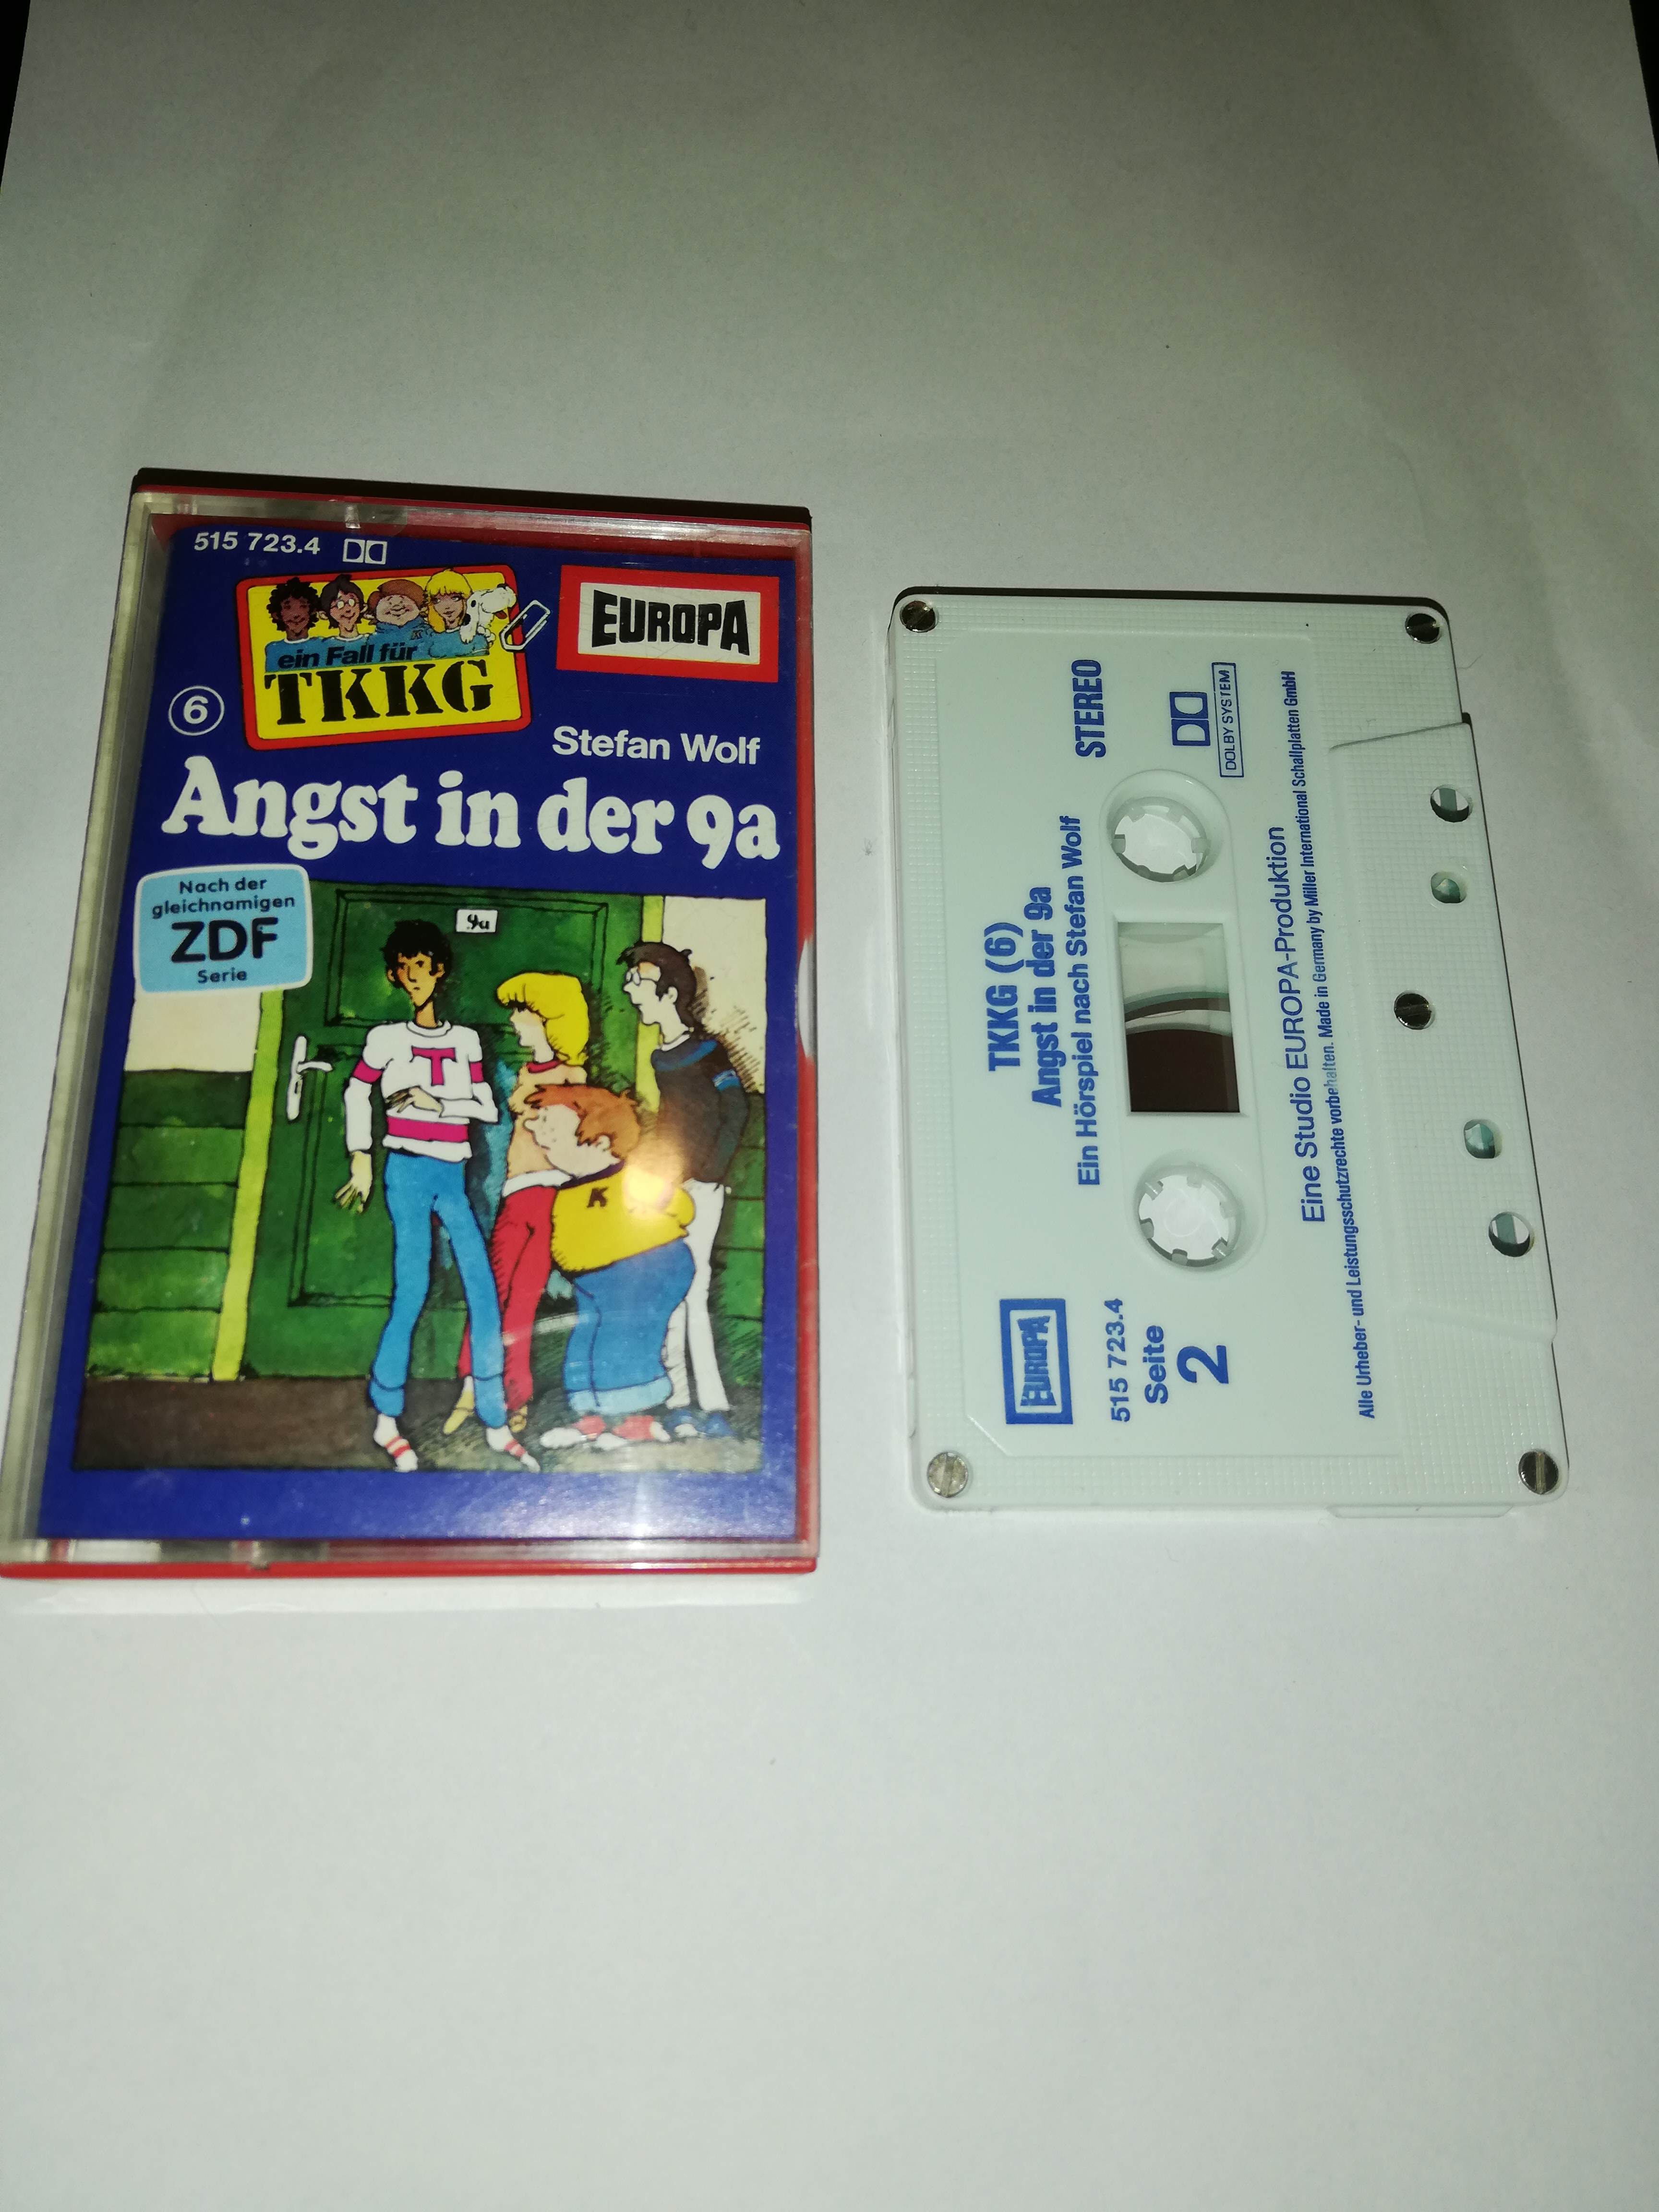 515 723.4
ein Fall für
TKKG
EUROPA
6
Stefan Wolf
Angst in der 9a
Nach der
gleichnamigen
ZDF
Serie
9a
T
K
TKKG (6)
Angst in der 9a
Ein Hörspiel nach Stefan Wolf
STEREO
DOLBY SYSTEM
EUROPA
515 723.4
Seite
2
Eine Studio EUROPA-Produktion
Alle Urheber- und Leistungsschutzrechte vorbehalten. Made in Germany by Miller International Schallplatten GmbH